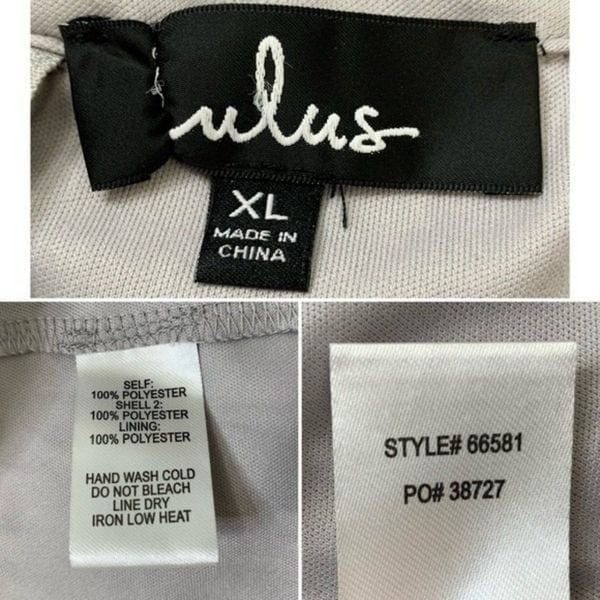 ulus
XL
MADE IN
CHINA
SELF:
100% POLYESTER
SHELL 2:
100% POLYESTER
LINING:
100% POLYESTER
HAND WASH COLD
DO NOT BLEACH
LINE DRY
IRON LOW HEAT
STYLE# 66581
PO# 38727